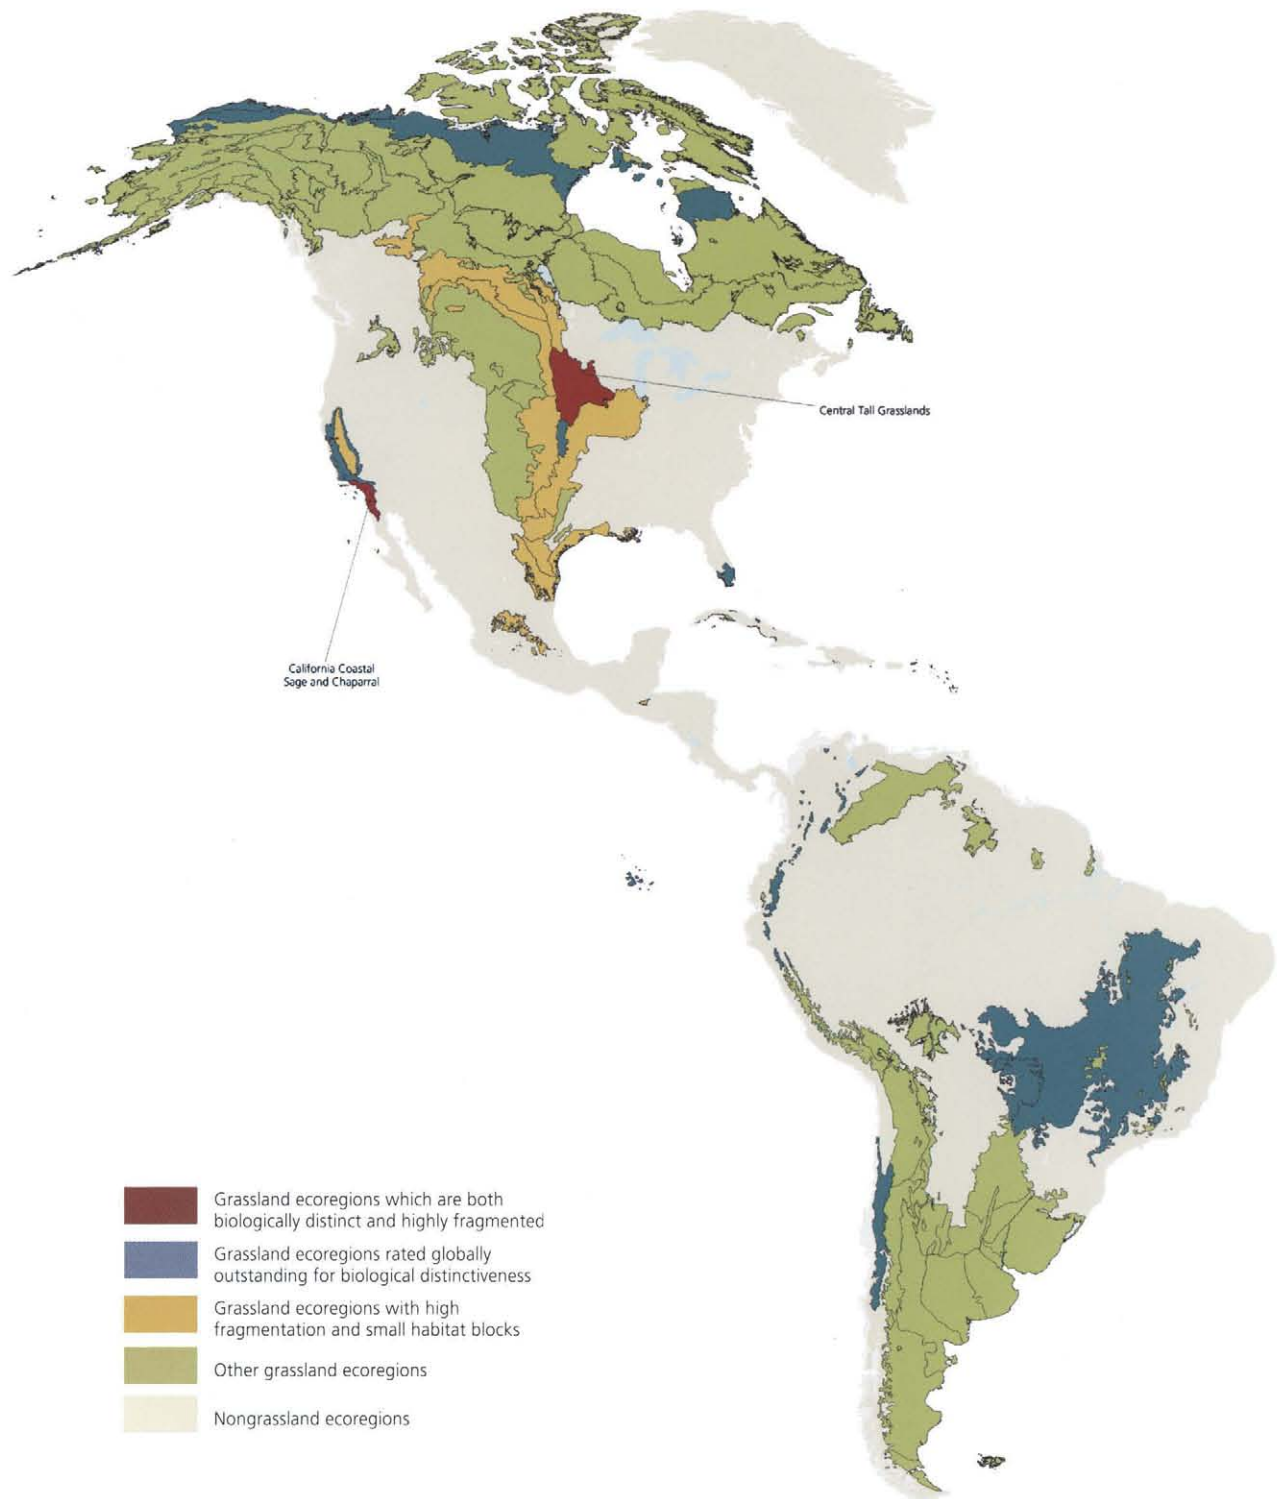 Central Tall Grasslands
California Coastal
Sage and Chaparral
Grassland ecoregions which are both
biologically distinct and highly fragmented
Grassland ecoregions rated globally
outstanding for biological distinctiveness
Grassland ecoregions with high
fragmentation and small habitat blocks
Other grassland ecoregions
Nongrassland ecoregions